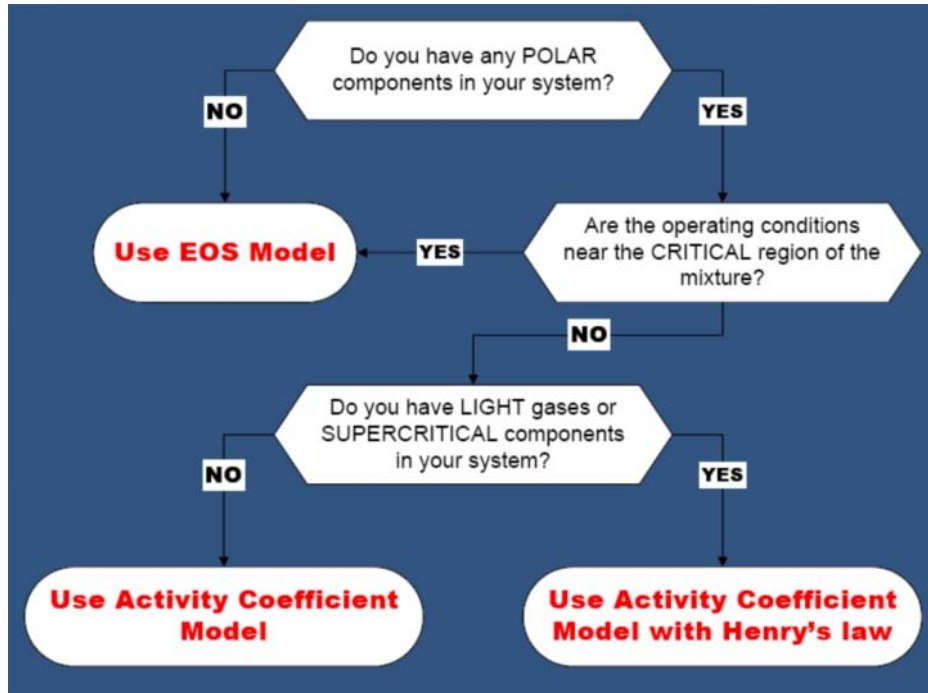 Do you have any POLAR
components in your system?
NO
YES
Use EOS Model
YES
Are the operating conditions
near the CRITICAL region of the
mixture?
NO
Do you have LIGHT gases or
SUPERCRITICAL components
in your system?
NO
YES
Use Activity Coefficient
Model
Use Activity Coefficient
Model with Henry's law